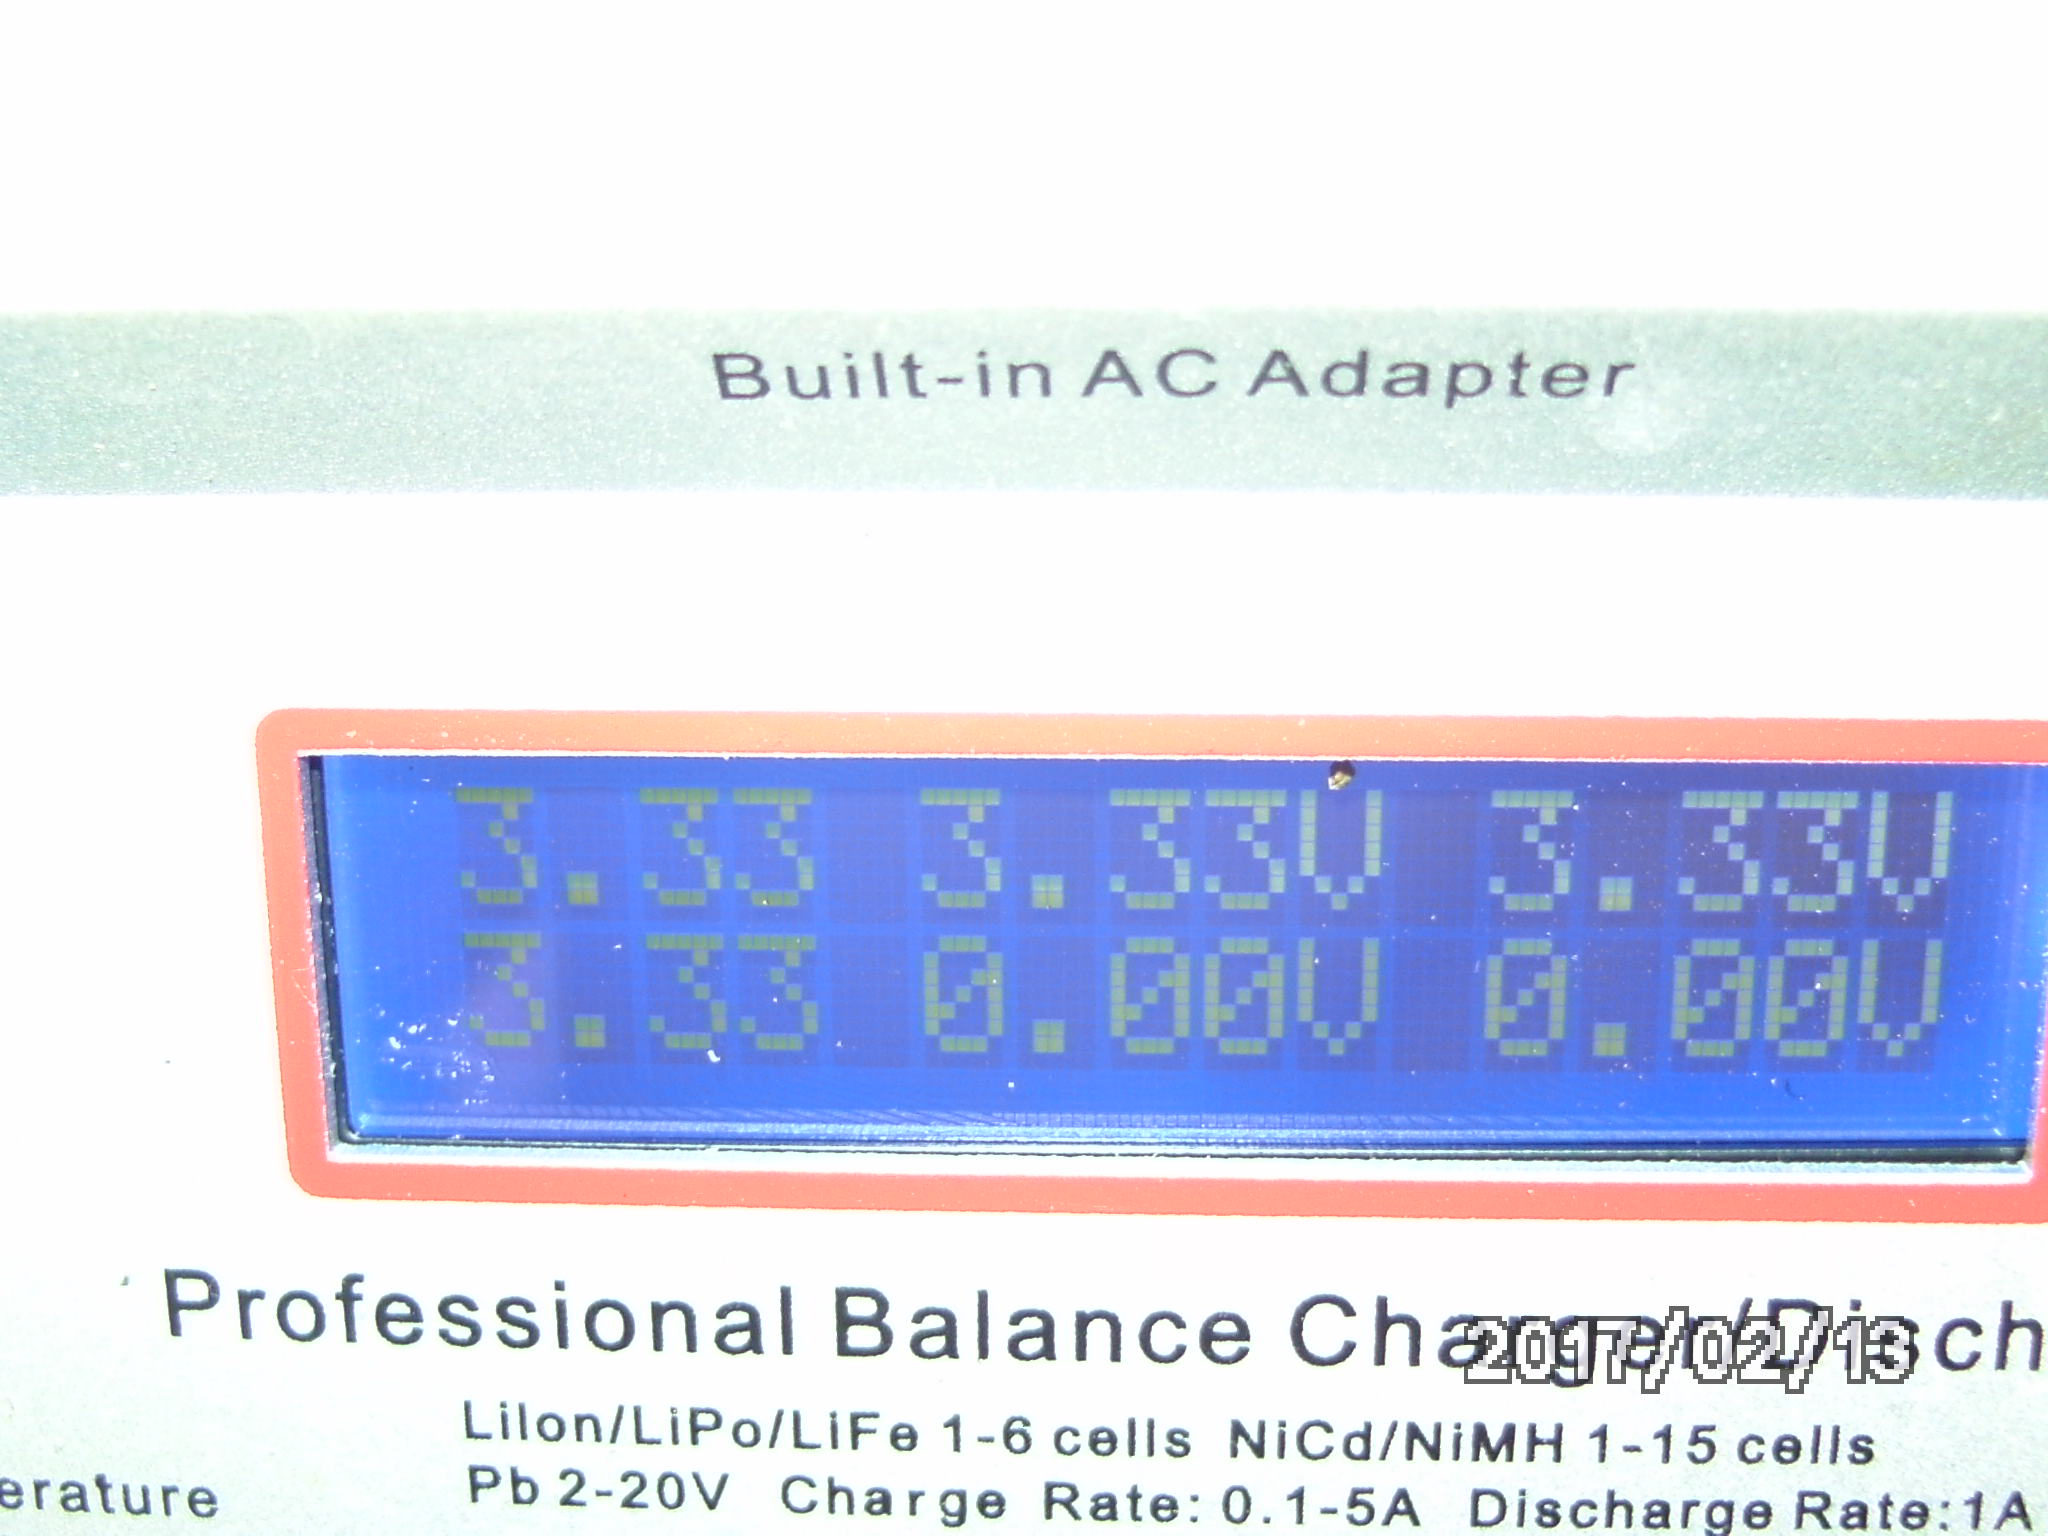 Built-in AC Adapter
3.33 3.33V 3.33V
3.33 0.00V 0.00V
Professional Balance Charger/Disch
2017/02/13
LiIon/LiPo/LiFe 1-6 cells NiCd/NiMH 1-15 cells
erature
Pb 2-20V Charge Rate: 0.1-5A Discharge Rate:1A